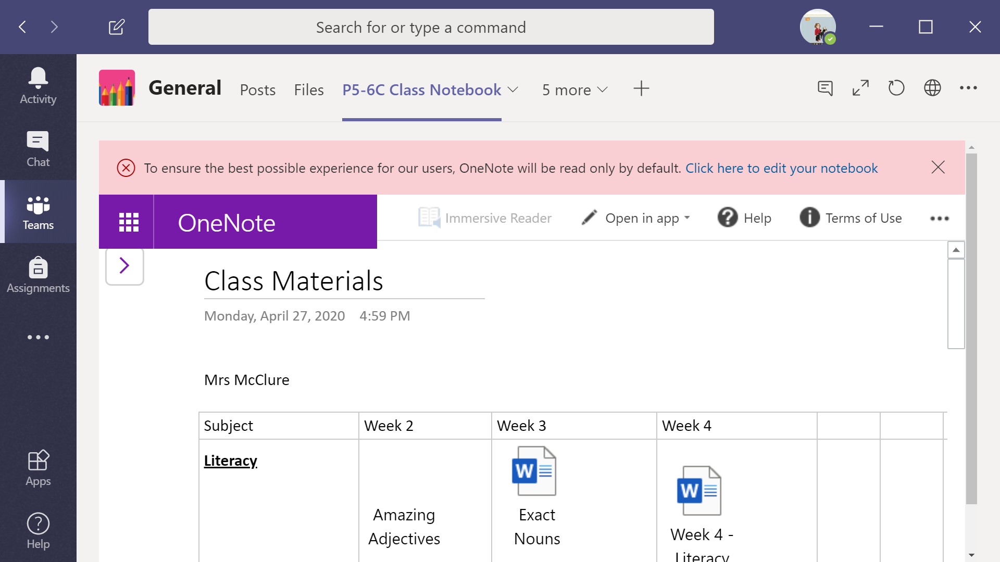 Search for or type a command
Activity
Chat
Teams
Assignments
Apps
Help
General Posts Files P5-6C Class Notebook 5 more
To ensure the best possible experience for our users, OneNote will be read only by default. Click here to edit your notebook
OneNote Immersive Reader Open in app Help Terms of Use
Class Materials
Monday, April 27, 2020 4:59 PM
Mrs McClure
Subject Week 2 Week 3 Week 4
Literacy
W
W
Amazing
Adjectives
Exact
Nouns
Week 4 -
Literacy